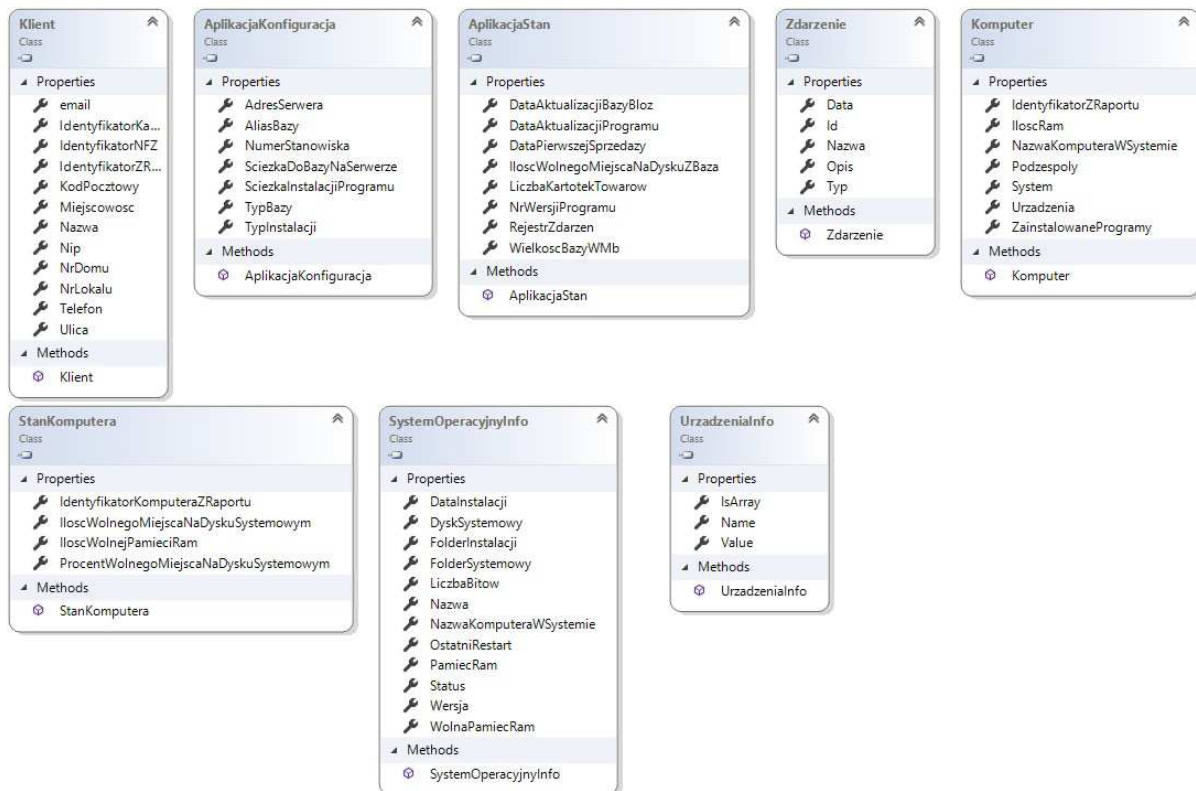 Klient
Class
Properties
email
IdentyfikatorKa...
IdentyfikatorNFZ
IdentyfikatorZR...
KodPocztowy
Miejscowosc
Nazwa
Nip
NrDomu
NrLokalu
Telefon
Ulica
Methods
Klient
AplikacjaKonfiguracja
Class
Properties
AdresSerwera
AliasBazy
NumerStanowiska
SciezkaDoBazyNaSerwerze
SciezkaInstalacjiProgramu
TypBazy
TypInstalacji
Methods
AplikacjaKonfiguracja
AplikacjaStan
Class
Properties
DataAktualizacjiBazyBloz
DataAktualizacjiProgramu
DataPierwszejSprzedazy
IloscWolnegoMiejscaNaDyskuZBaza
LiczbaKartotekTowarow
NrWersjiProgramu
RejestrZdarzen
WielkoscBazyWMb
Methods
AplikacjaStan
Zdarzenie
Class
Properties
Data
Id
Nazwa
Opis
Typ
Methods
Zdarzenie
Komputer
Class
Properties
IdentyfikatorZRaportu
IloscRam
NazwaKomputeraWSystemie
Podzespoly
System
Urzadzenia
ZainstalowaneProgramy
Methods
Komputer
StanKomputera
Class
Properties
IdentyfikatorKomputeraZRaportu
IloscWolnegoMiejscaNaDyskuSystemowym
IloscWolnejPamieciRam
ProcentWolnegoMiejscaNaDyskuSystemowym
Methods
StanKomputera
SystemOperacyjnyInfo
Class
Properties
DataInstalacji
DyskSystemowy
FolderInstalacji
FolderSystemowy
LiczbaBitow
Nazwa
NazwaKomputeraWSystemie
OstatniRestart
PamiecRam
Status
Wersja
WolnaPamiecRam
Methods
SystemOperacyjnyInfo
UrzadzeniaInfo
Class
Properties
IsArray
Name
Value
Methods
UrzadzeniaInfo